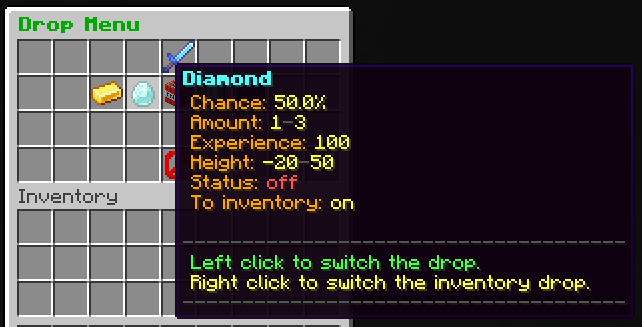 Drop Menu
Diamond
Chance: 50.0%
Amount: 1-3
Experience: 100
Height: -20-50
Status: off
To inventory: on
Inventory
Left click to switch the drop.
Right click to switch the inventory drop.